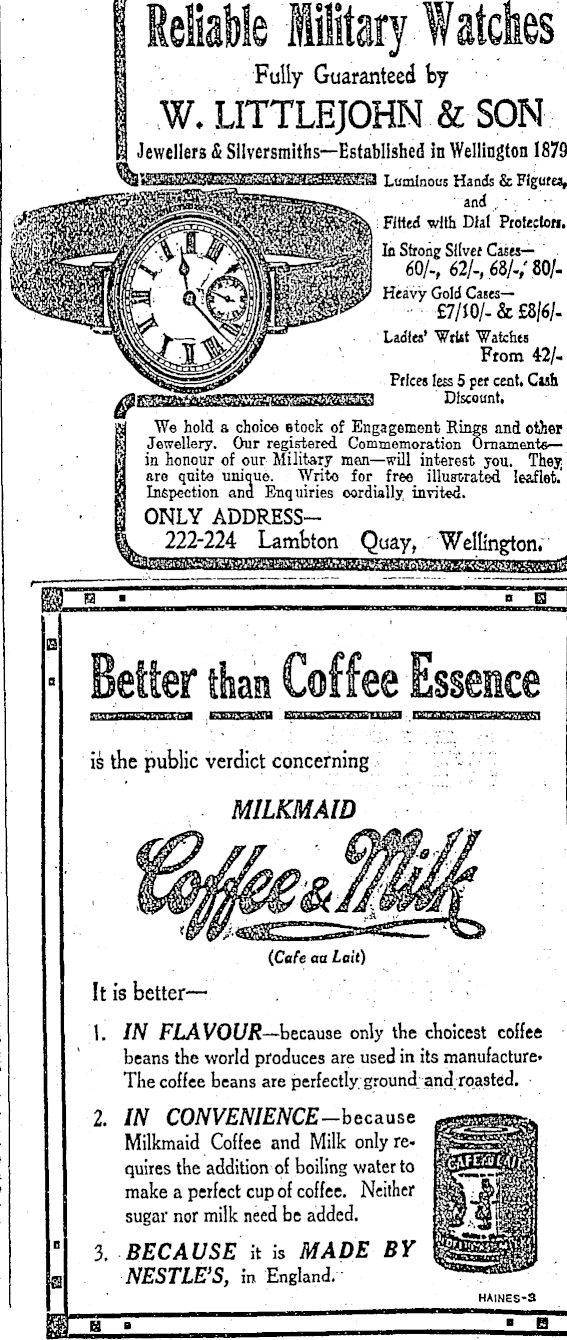 Reliable Military Watches
Fully Guaranteed by
W. LITTLEJOHN & SON
Jewellers & Silversmiths—Established in Wellington 1879
Luminous Hands & Figures,
and
Fitted with Dial Protectors.
In Strong Silver Cases—
60/-, 62/-, 68/-, 80/-
Heavy Gold Cases—
£7/10/- & £8/6/-
Ladies' Wrist Watches
From 42/-
Prices less 5 per cent. Cash
Discount.
We hold a choice stock of Engagement Rings and other
Jewellery. Our registered Commemoration Ornaments—
in honour of our Military men—will interest you. They
are quite unique. Write for free illustrated leaflet.
Inspection and Enquiries cordially invited.
ONLY ADDRESS—
222-224 Lambton Quay, Wellington.
Better than Coffee Essence
is the public verdict concerning
MILKMAID
Coffee & Milk
(Cafe au Lait)
It is better—
1. IN FLAVOUR—because only the choicest coffee
beans the world produces are used in its manufacture.
The coffee beans are perfectly ground and roasted.
2. IN CONVENIENCE—because
Milkmaid Coffee and Milk only re-
quires the addition of boiling water to
make a perfect cup of coffee. Neither
sugar nor milk need be added.
3. BECAUSE it is MADE BY
NESTLE'S, in England.
CAFE AU LAIT
HAINES-3